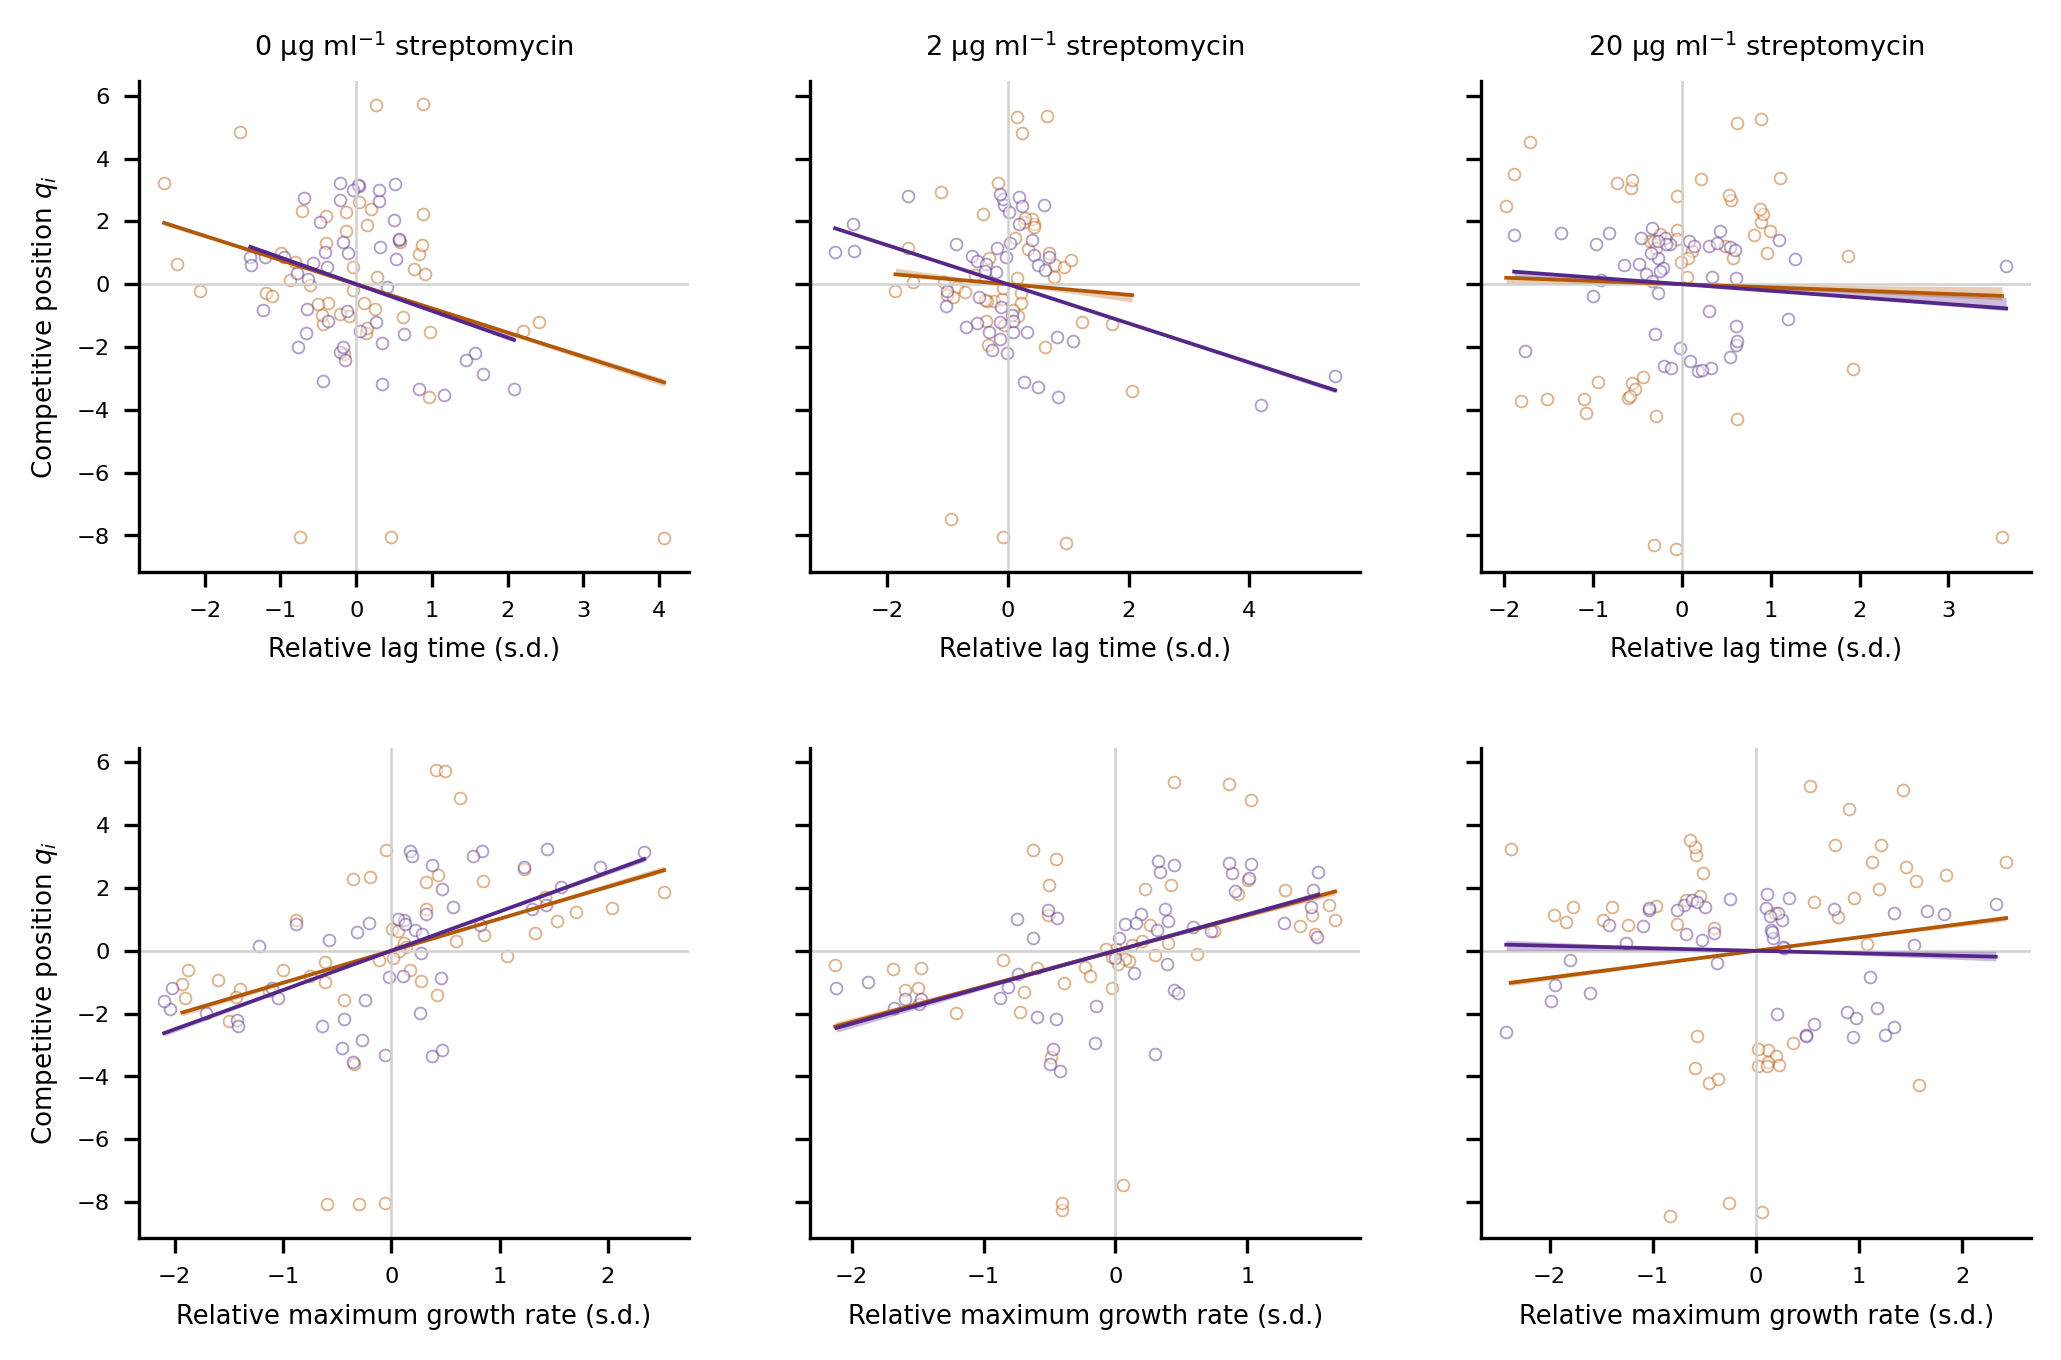 0 µg ml⁻¹ streptomycin
2 µg ml⁻¹ streptomycin
20 µg ml⁻¹ streptomycin
Competitive position qᵢ
6
4
2
0
−2
−4
−6
−8
−2 −1 0 1 2 3 4
−2 0 2 4
−2 −1 0 1 2 3
Relative lag time (s.d.)
Relative lag time (s.d.)
Relative lag time (s.d.)
Competitive position qᵢ
6
4
2
0
−2
−4
−6
−8
−2 −1 0 1 2
−2 −1 0 1
−2 −1 0 1 2
Relative maximum growth rate (s.d.)
Relative maximum growth rate (s.d.)
Relative maximum growth rate (s.d.)